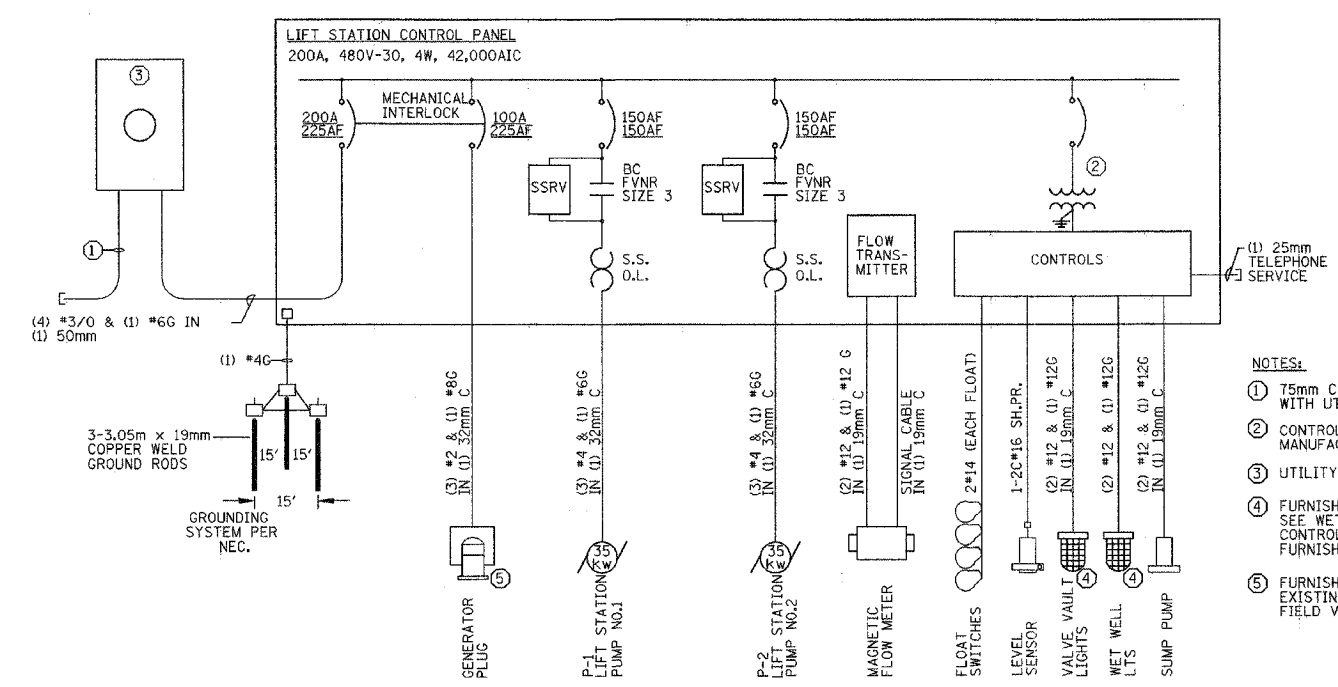 LIFT STATION CONTROL PANEL
200A, 480V-30, 4W, 42,000AIC
3
MECHANICAL
INTERLOCK
200A
225AF
100A
225AF
150AF
150AF
150AF
150AF
2
SSRV
BC
FVNR
SIZE 3
SSRV
BC
FVNR
SIZE 3
S.S.
O.L.
S.S.
O.L.
FLOW
TRANS-
MITTER
CONTROLS
(1) 25mm
TELEPHONE
SERVICE
1
(4) #3/0 & (1) #6G IN
(1) 50mm
(1) #4G
3-3.05m x 19mm
COPPER WELD
GROUND RODS
15'
15'
15'
GROUNDING
SYSTEM PER
NEC.
(3) #2 & (1) #8G
IN (1) 32mm C
(3) #4 & (1) #6G
IN (1) 32mm C
(3) #4 & (1) #6G
IN (1) 32mm C
(2) #12 & (1) #12 G
IN (1) 19mm C
SIGNAL CABLE
IN (1) 19mm C
2#14 (EACH FLOAT)
1-2C#16 SH.PR.
(2) #12 & (1) #12G
IN (1) 19mm C
(2) #12 & (1) #12G
(2) #12 & (1) #12G
IN (1) 19mm C
5
35
KW
35
KW
4
4
GENERATOR
PLUG
P-1
LIFT STATION
PUMP NO.1
P-2
LIFT STATION
PUMP NO.2
MAGNETIC
FLOW METER
FLOAT
SWITCHES
LEVEL
SENSOR
VALVE VAULT
LIGHTS
WET WELL
LTS
SUMP PUMP
NOTES:
1 75mm C
WITH UT
2 CONTROL
MANUFAC
3 UTILITY
4 FURNISH
SEE WET
CONTROL
FURNISH
5 FURNISH
EXISTIN
FIELD V